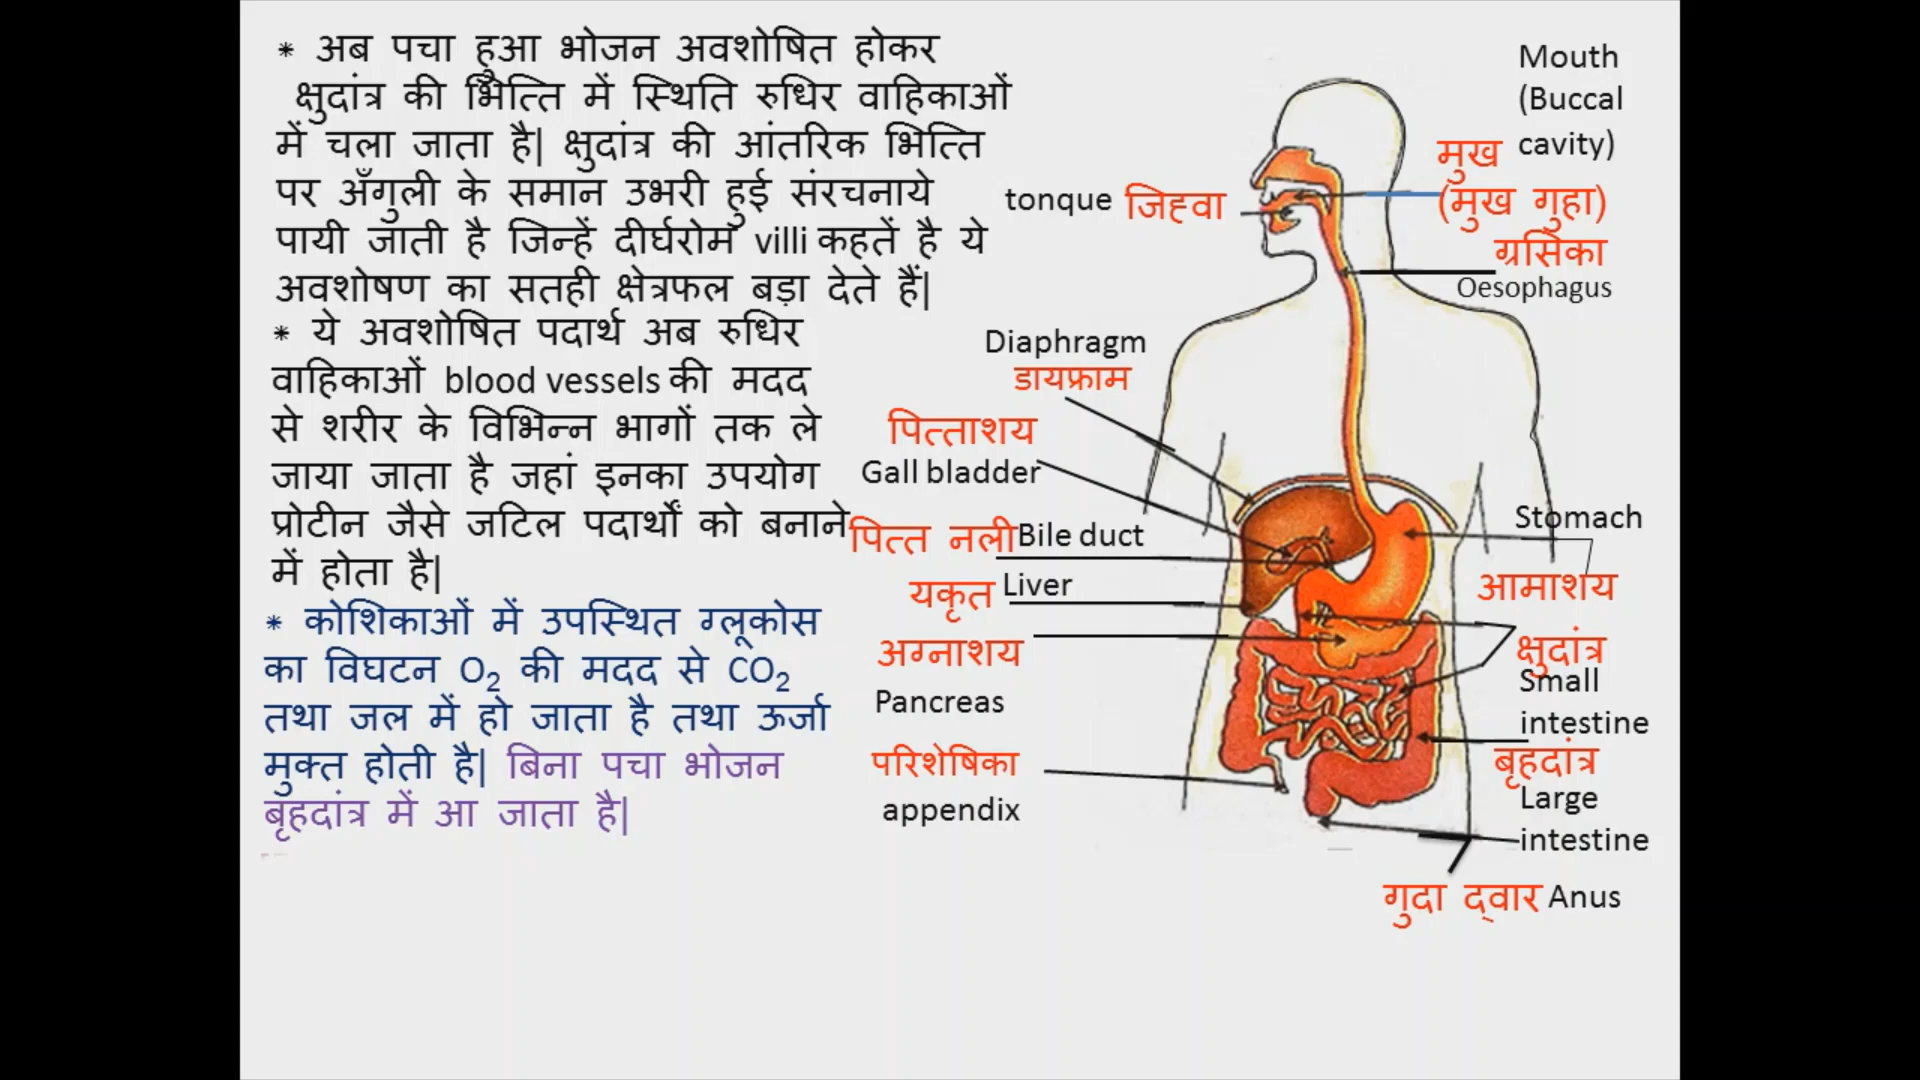 * अब पचा हुआ भोजन अवशोषित होकर
क्षुदांत्र की भित्ति में स्थिति रुधिर वाहिकाओं
में चला जाता है| क्षुदांत्र की आंतरिक भित्ति
पर अँगुली के समान उभरी हुई संरचनाये
पायी जाती है जिन्हें दीर्घरोम villi कहतें है ये
अवशोषण का सतही क्षेत्रफल बड़ा देते हैं|
* ये अवशोषित पदार्थ अब रुधिर
वाहिकाओं blood vessels की मदद
से शरीर के विभिन्न भागों तक ले
जाया जाता है जहां इनका उपयोग
प्रोटीन जैसे जटिल पदार्थों को बनाने
में होता है|
* कोशिकाओं में उपस्थित ग्लूकोस
का विघटन O₂ की मदद से CO₂
तथा जल में हो जाता है तथा ऊर्जा
मुक्त होती है| बिना पचा भोजन
बृहदांत्र में आ जाता है|
Mouth
(Buccal
cavity)
मुख
(मुख गुहा)
tonque जिह्वा
ग्रसिका
Oesophagus
Diaphragm
डायफ्राम
पित्ताशय
Gall bladder
पित्त नली Bile duct
यकृत Liver
अग्नाशय
Pancreas
परिशेषिका
appendix
Stomach
आमाशय
क्षुदांत्र
Small
intestine
बृहदांत्र
Large
intestine
गुदा द्वार Anus